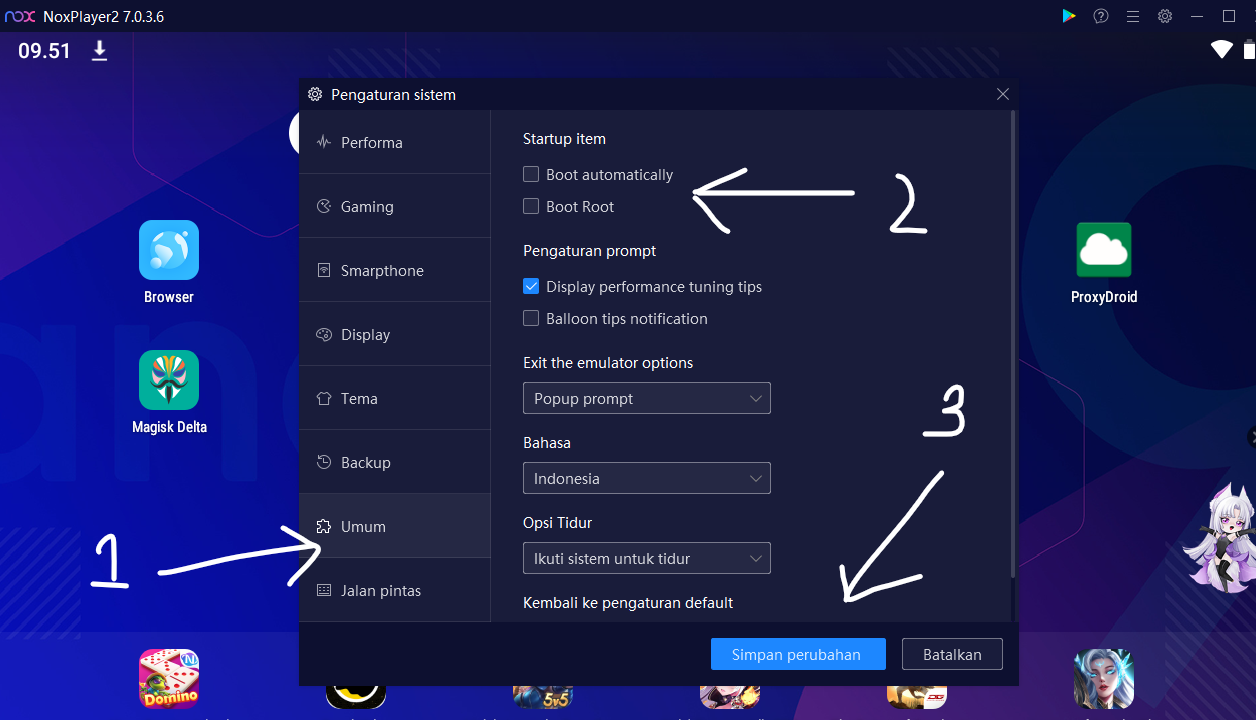 nox NoxPlayer2 7.0.3.6
09.51
Pengaturan sistem
Performa
Gaming
Smarpthone
Display
Tema
Backup
Umum
Jalan pintas
Startup item
Boot automatically
Boot Root
Pengaturan prompt
Display performance tuning tips
Balloon tips notification
Exit the emulator options
Popup prompt
Bahasa
Indonesia
Opsi Tidur
Ikuti sistem untuk tidur
Kembali ke pengaturan default
Simpan perubahan
Batalkan
1
2
3
Browser
Magisk Delta
ProxyDroid
Domino
5v5